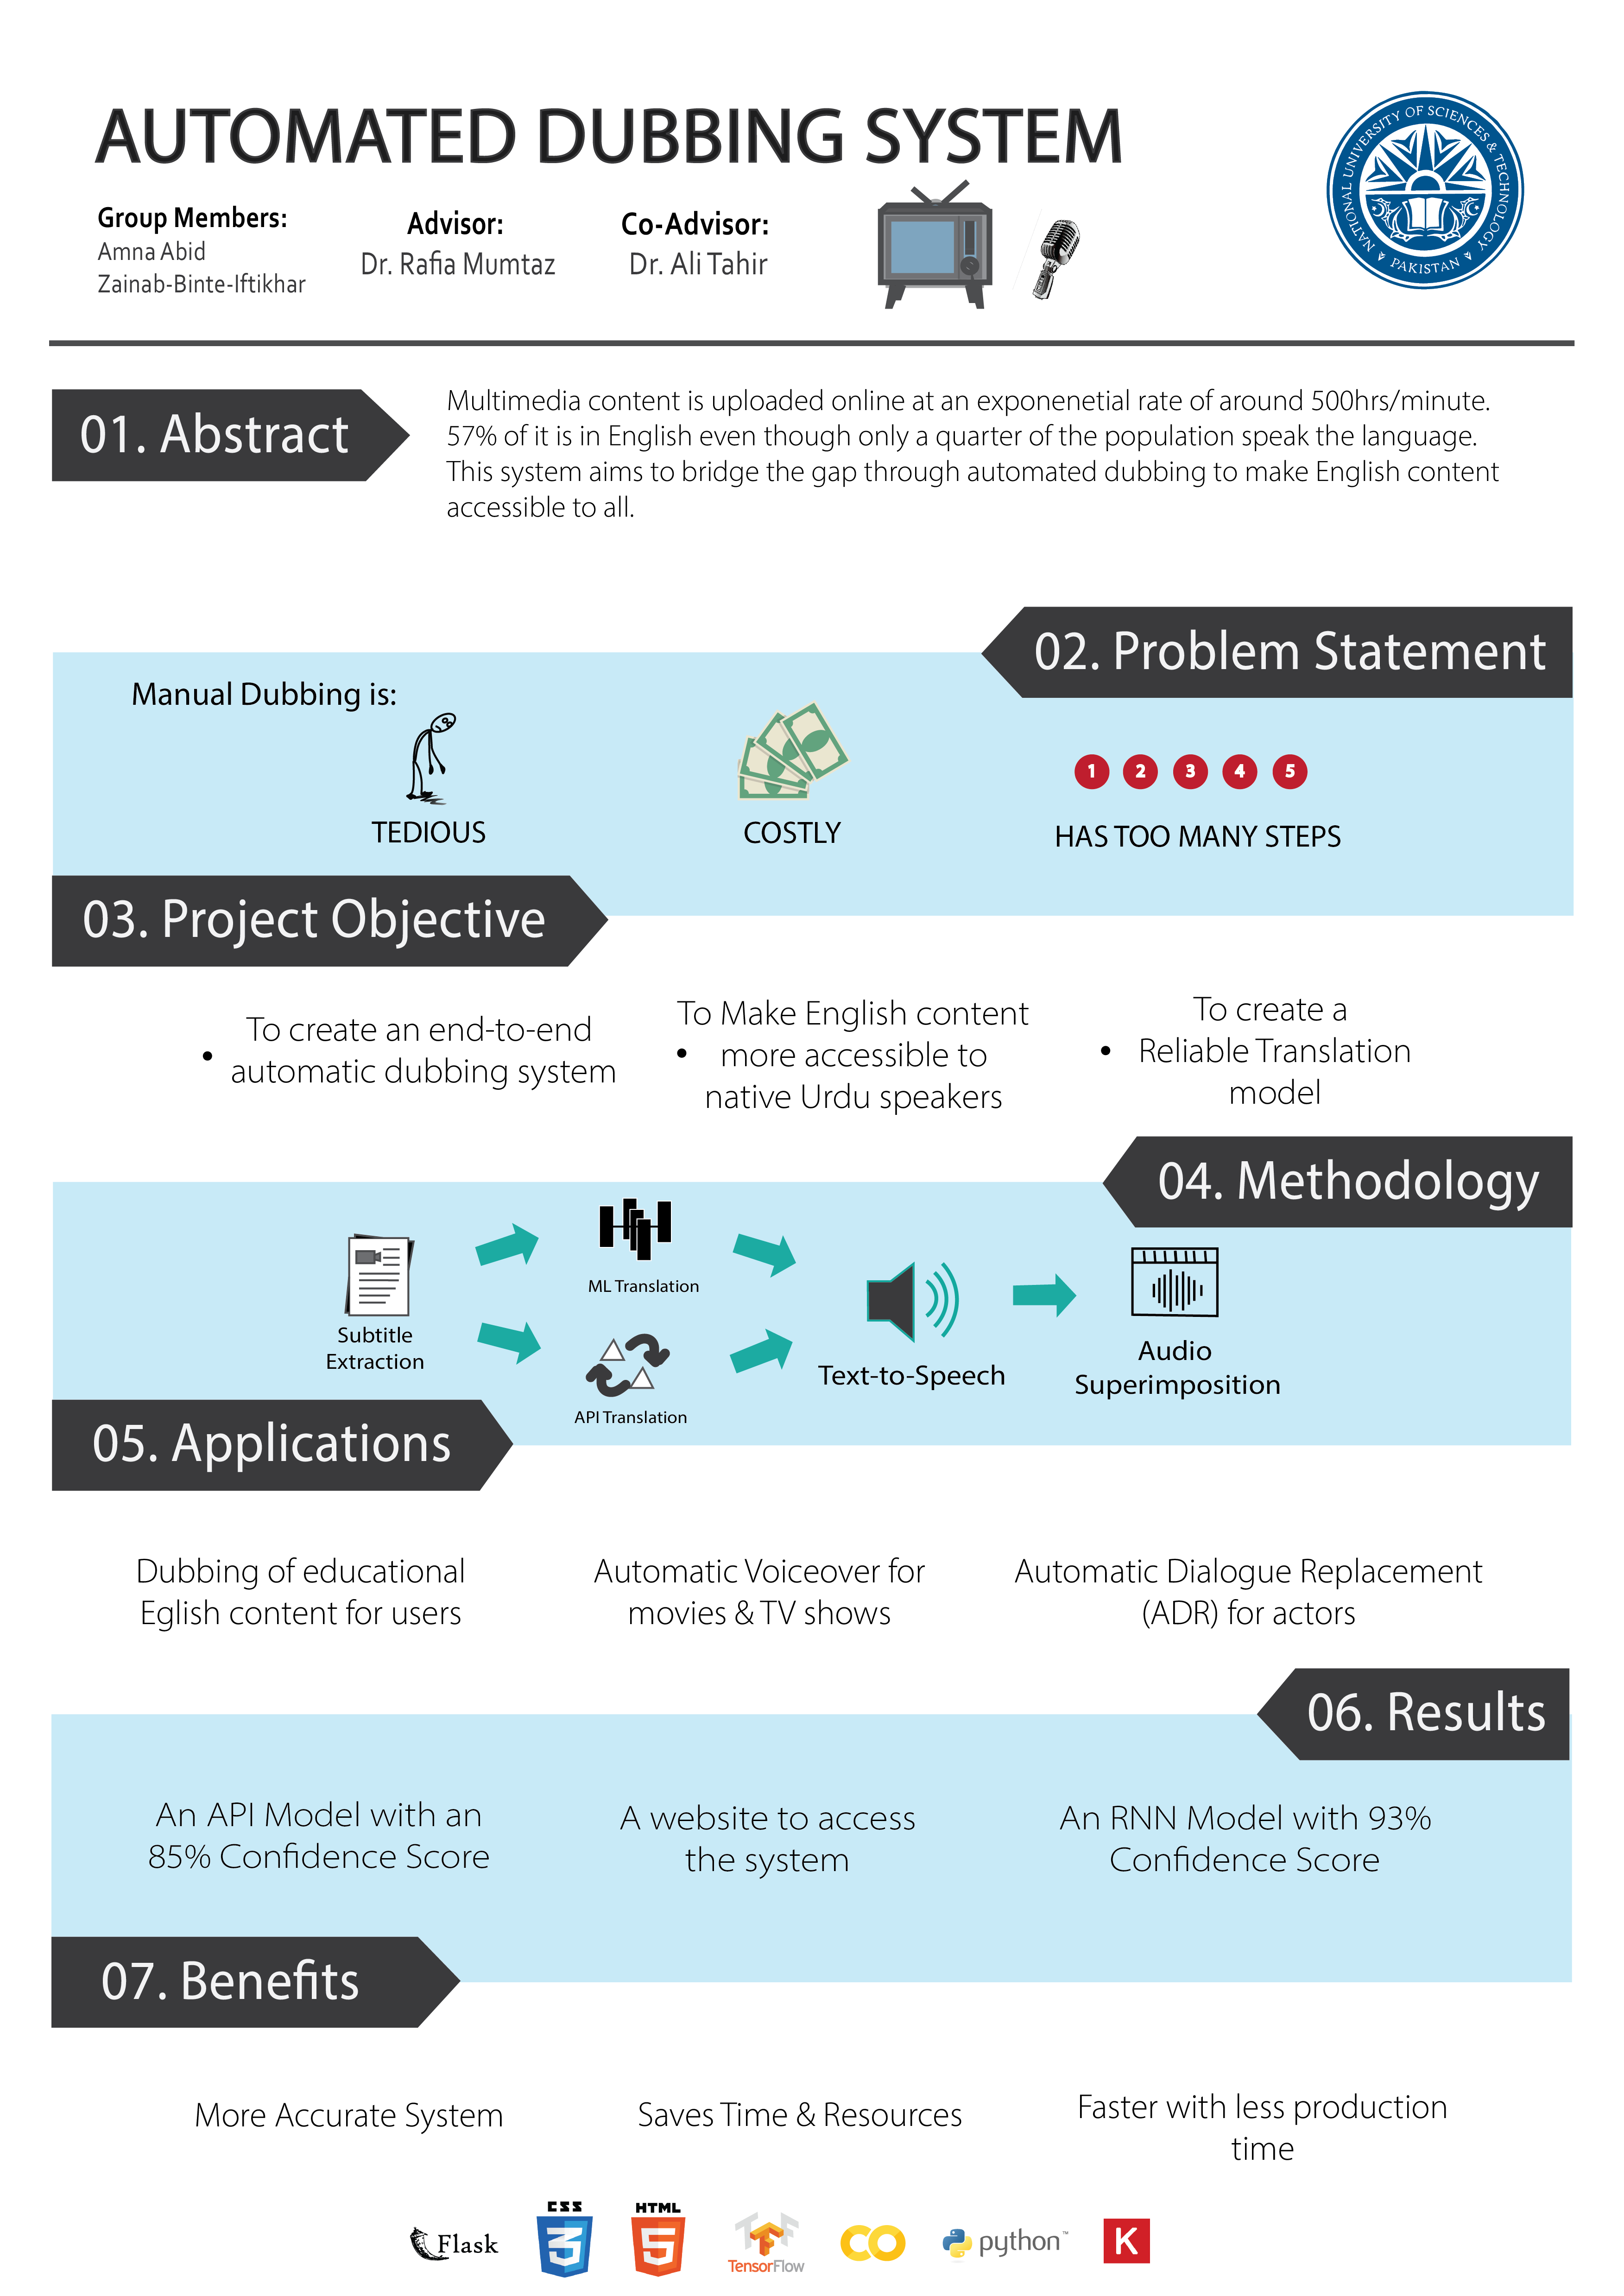 AUTOMATED DUBBING SYSTEM
Group Members:
Amna Abid
Zainab-Binte-Iftikhar
Advisor:
Dr. Rafia Mumtaz
Co-Advisor:
Dr. Ali Tahir
NATIONAL UNIVERSITY OF SCIENCES & TECHNOLOGY
PAKISTAN
01. Abstract
Multimedia content is uploaded online at an exponenetial rate of around 500hrs/minute.
57% of it is in English even though only a quarter of the population speak the language.
This system aims to bridge the gap through automated dubbing to make English content
accessible to all.
02. Problem Statement
Manual Dubbing is:
TEDIOUS
COSTLY
1 2 3 4 5
HAS TOO MANY STEPS
03. Project Objective
To create an end-to-end
• automatic dubbing system
To Make English content
• more accessible to
native Urdu speakers
To create a
• Reliable Translation
model
04. Methodology
Subtitle
Extraction
ML Translation
API Translation
Text-to-Speech
Audio
Superimposition
05. Applications
Dubbing of educational
Eglish content for users
Automatic Voiceover for
movies & TV shows
Automatic Dialogue Replacement
(ADR) for actors
06. Results
An API Model with an
85% Confidence Score
A website to access
the system
An RNN Model with 93%
Confidence Score
07. Benefits
More Accurate System
Saves Time & Resources
Faster with less production
time
Flask
CSS
3
HTML
5
TensorFlow
CO
python™
K